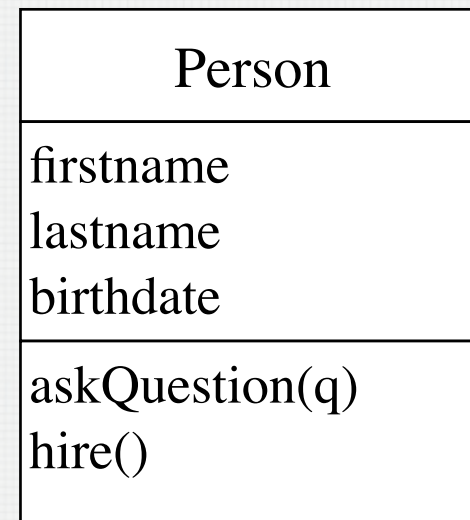 Person
firstname
lastname
birthdate
askQuestion(q)
hire()